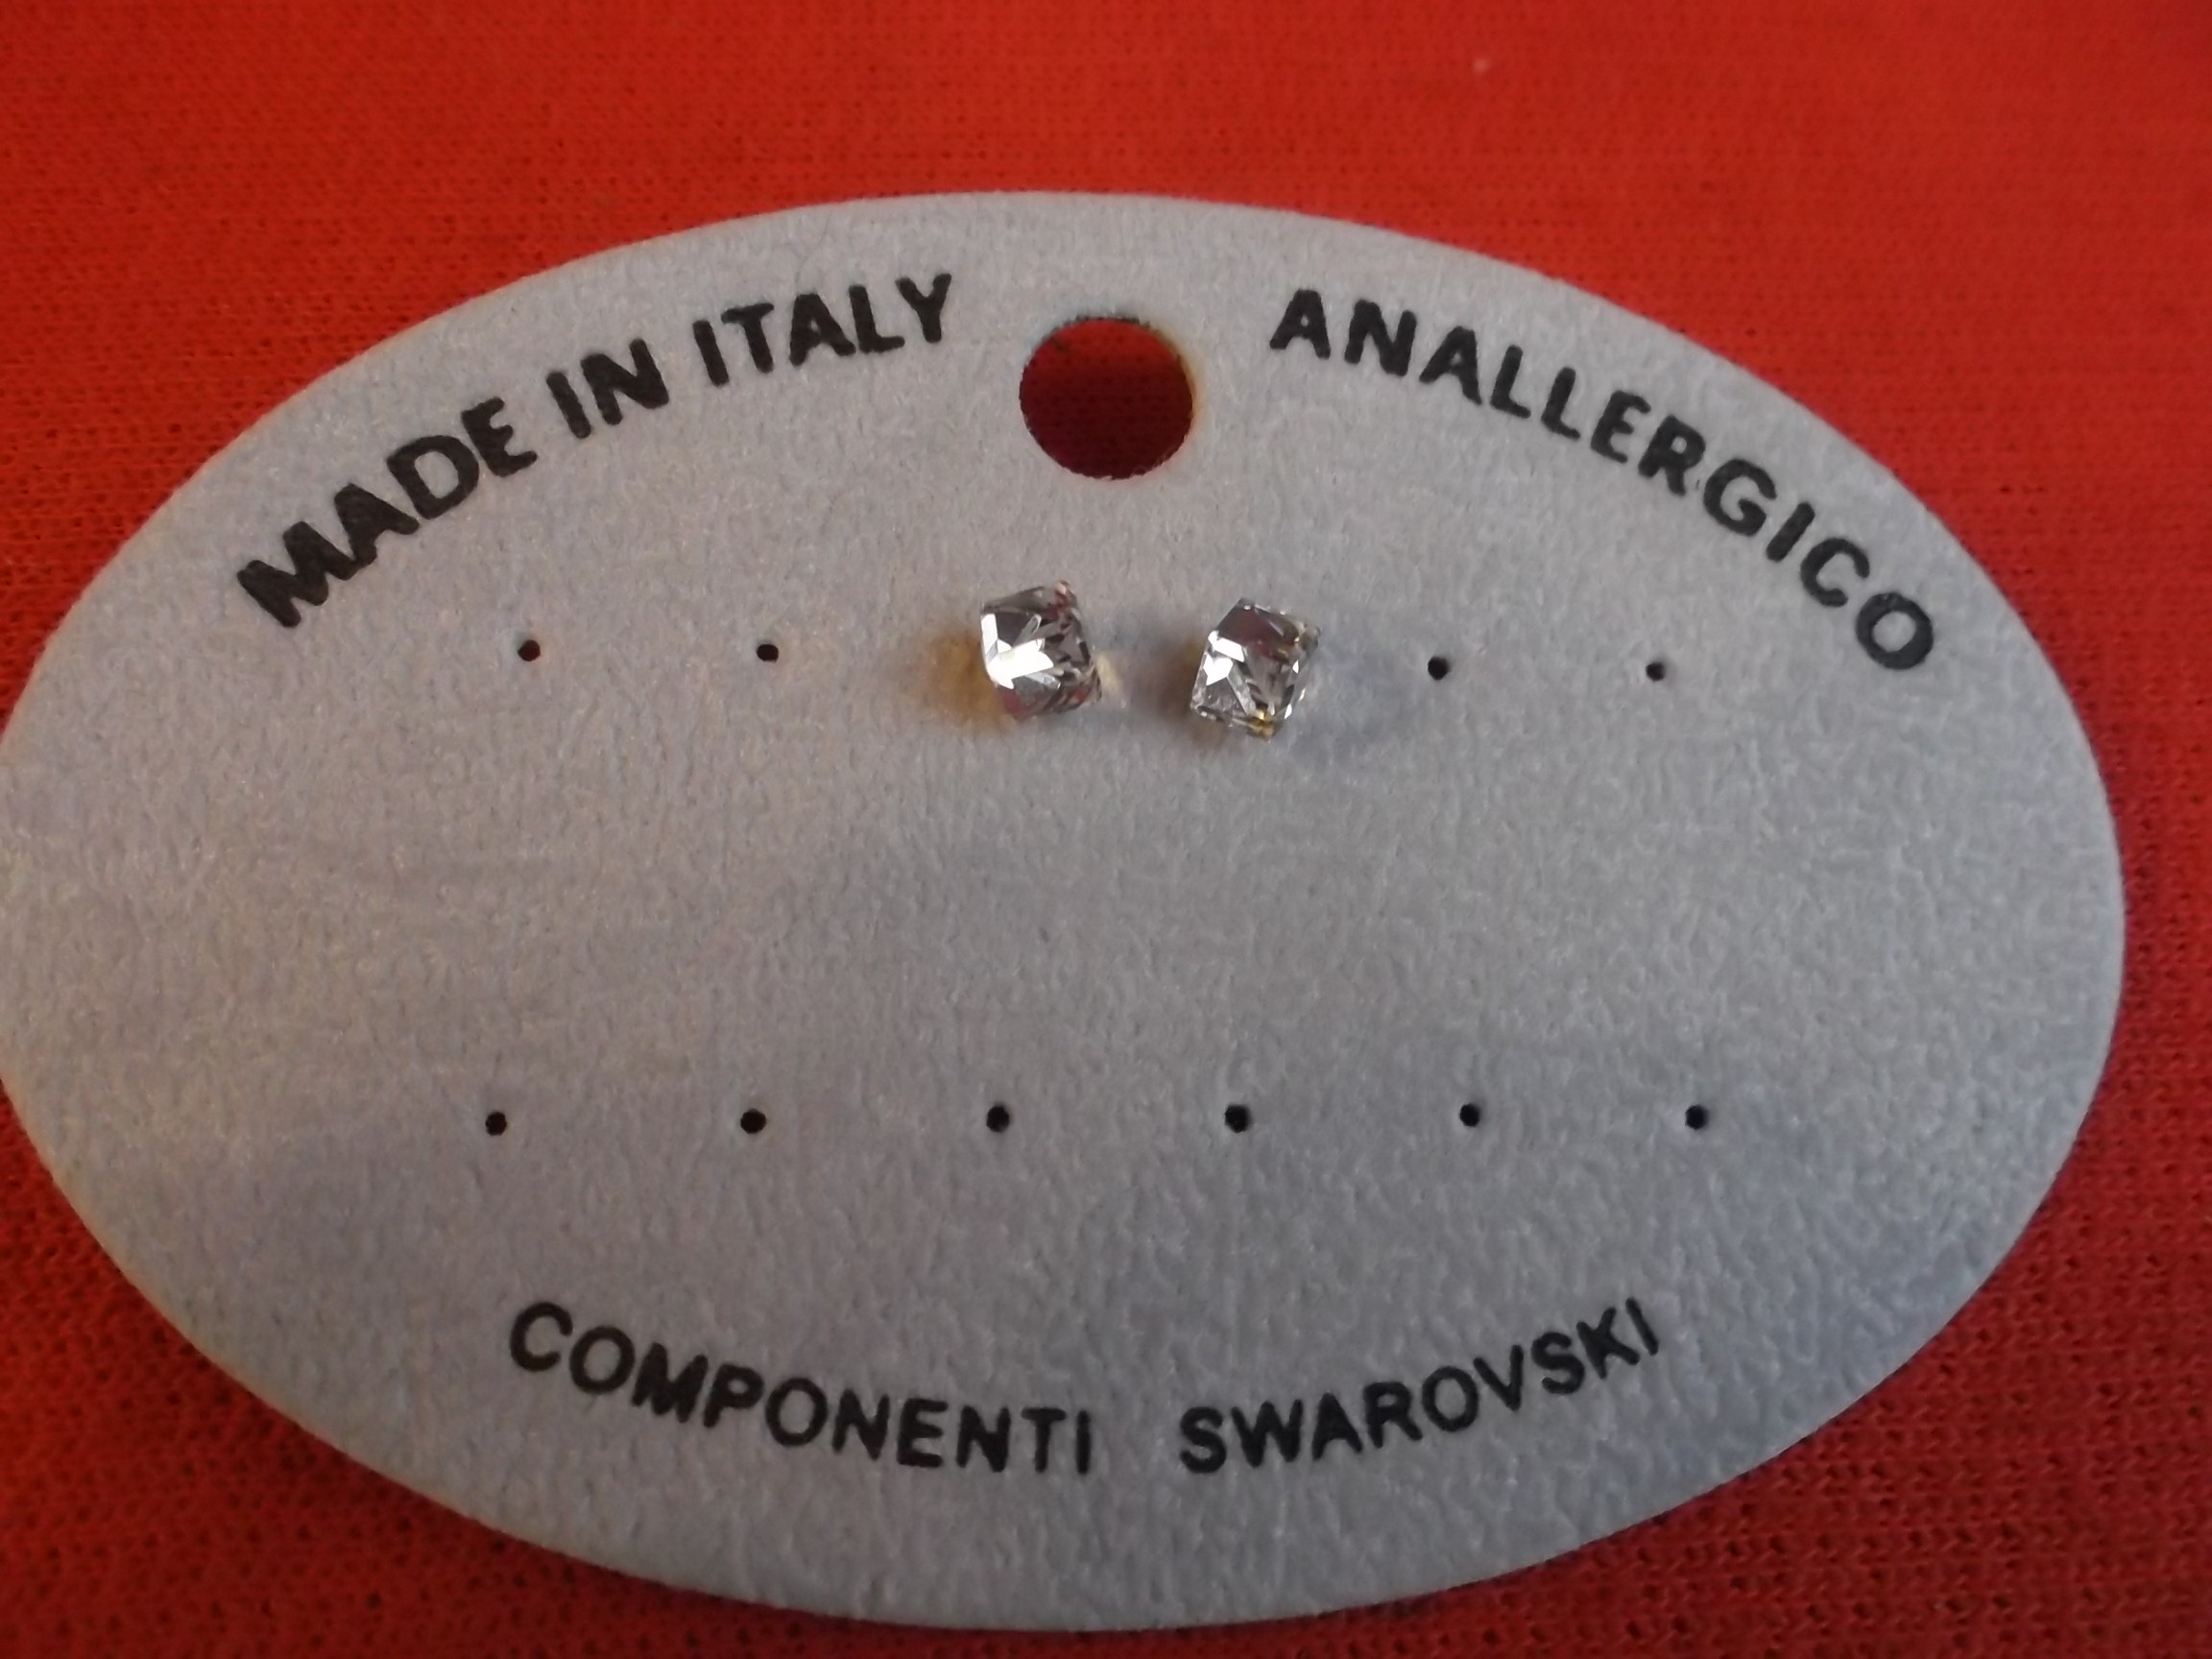 MADE IN ITALY
ANALLERGICO
COMPONENTI SWAROVSKI